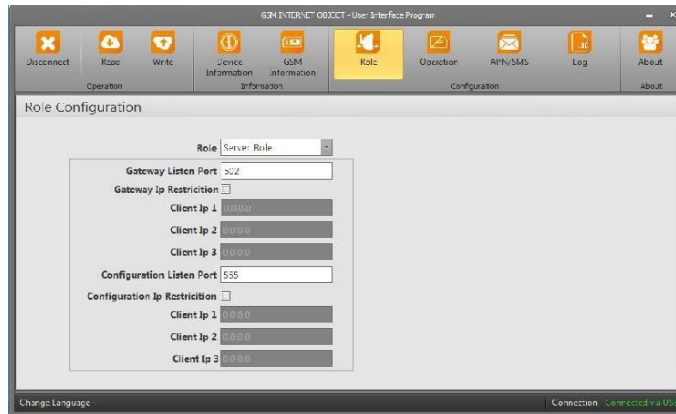 GSM INTERNET OBJECT - User Interface Program
Disconnect Read Write Device Information GSM Information Role Operation APN/SMS Log About
Operation Information Configuration About
Role Configuration
Role Server Role
Gateway Listen Port 502
Gateway Ip Restricition
Client Ip 1 0.0.0.0
Client Ip 2 0.0.0.0
Client Ip 3 0.0.0.0
Configuration Listen Port
Configuration Ip Restricition
Client Ip 1 0.0.0.0
Client Ip 2 0.0.0.0
Client Ip 3 0.0.0.0
Change Language Connection Connected via USB